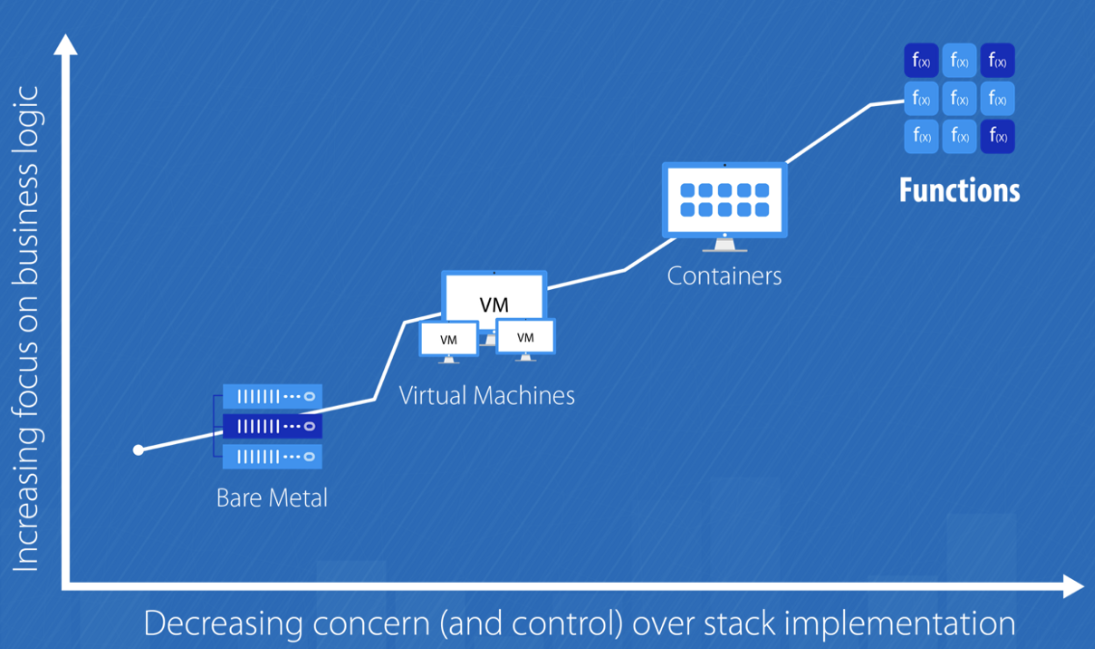 Increasing focus on business logic
f(x) f(x) f(x)
f(x) f(x) f(x)
f(x) f(x) f(x)
Functions
Containers
VM
VM VM
Virtual Machines
Bare Metal
Decreasing concern (and control) over stack implementation